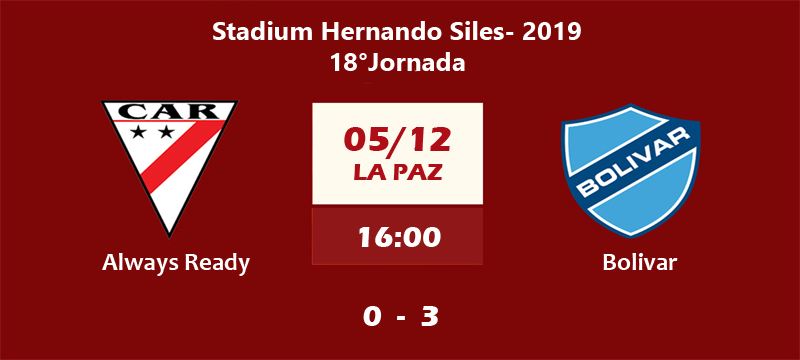 Stadium Hernando Siles- 2019
18°Jornada
CAR
05/12
LA PAZ
BOLIVAR
16:00
Always Ready
Bolivar
0 - 3